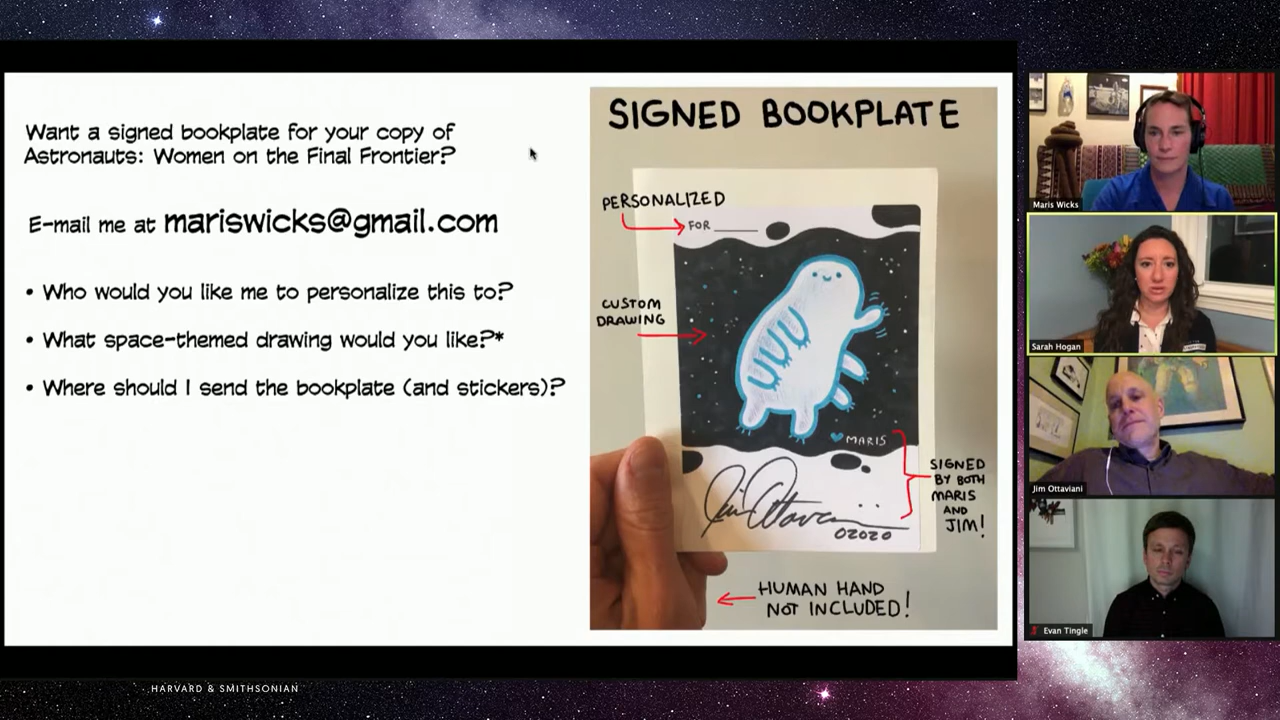 Want a signed bookplate for your copy of
Astronauts: Women on the Final Frontier?
E-mail me at mariswicks@gmail.com
• Who would you like me to personalize this to?
• What space-themed drawing would you like?*
• Where should I send the bookplate (and stickers)?
SIGNED BOOKPLATE
PERSONALIZED
FOR
CUSTOM
DRAWING
MARIS
Jim Ottaviani
02020
SIGNED
BY BOTH
MARIS
AND
JIM!
HUMAN HAND
NOT INCLUDED!
Maris Wicks
Sarah Hogan
Jim Ottaviani
Evan Tingle
HARVARD & SMITHSONIAN